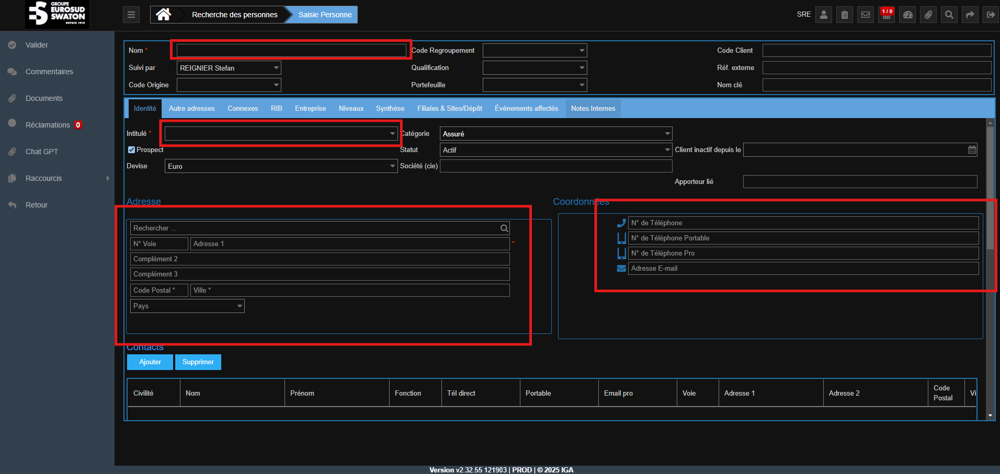 GROUPE
EUROSUD
SWATON
DEPUIS 1918
Recherche des personnes
Saisie Personne
SRE
1 / 0
Valider
Commentaires
Documents
Réclamations 0
Chat GPT
Raccourcis
Retour
Nom *
Code Regroupement
Code Client
Suivi par
REIGNIER Stefan
Qualification
Réf. externe
Code Origine
Portefeuille
Nom clé
Identité
Autre adresses
Connexes
RIB
Entreprise
Niveaux
Synthèse
Filiales & Sites/Dépôt
Évènements affectés
Notes Internes
Intitulé *
Catégorie
Assuré
Prospect
Statut
Actif
Client inactif depuis le
Devise
Euro
Société (cie)
Apporteur lié
Adresse
Rechercher ...
N° Voie
Adresse 1
*
Complément 2
Complément 3
Code Postal *
Ville *
Pays
Coordonnées
N° de Téléphone
N° de Téléphone Portable
N° de Téléphone Pro
Adresse E-mail
Contacts
Ajouter
Supprimer
Civilité
Nom
Prénom
Fonction
Tél direct
Portable
Email pro
Voie
Adresse 1
Adresse 2
Code
Postal
Vi
Version v2.32.55 121903 | PROD | © 2025 IGA